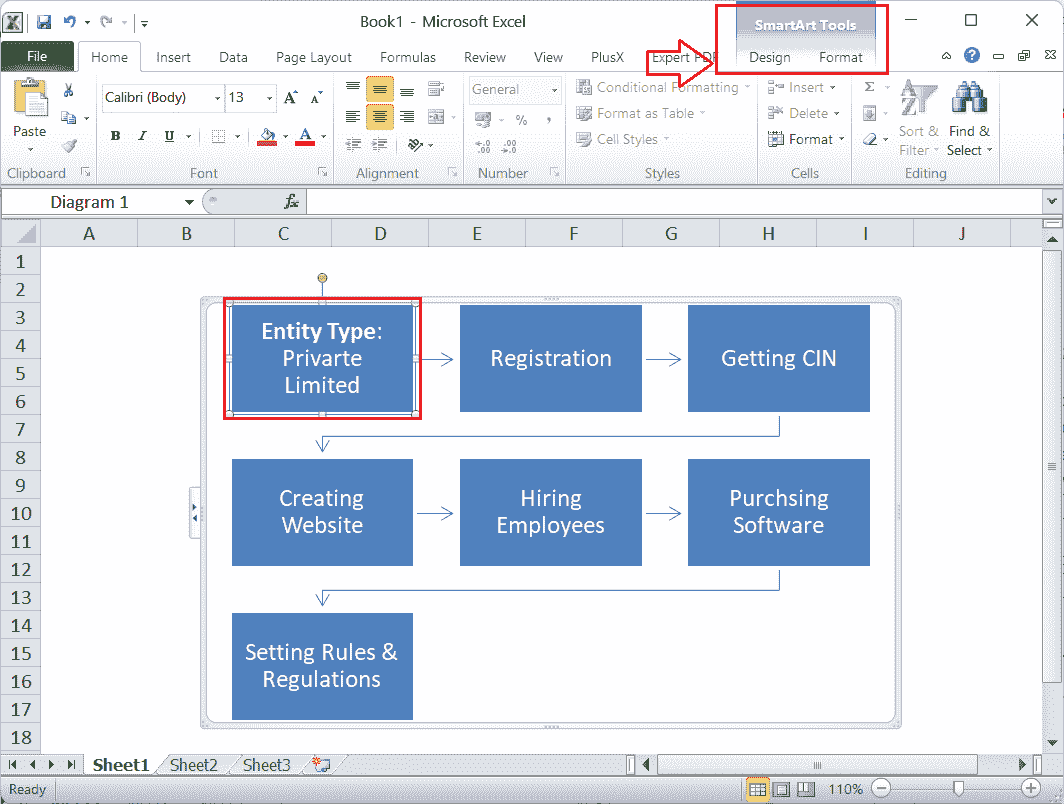 Book1 - Microsoft Excel
SmartArt Tools
File Home Insert Data Page Layout Formulas Review View PlusX Expert PDF Design Format
Paste
Calibri (Body) 13
General
Conditional Formatting
Format as Table
Cell Styles
Insert
Delete
Format
Sort &
Filter
Find &
Select
B I U A
% ,
Clipboard Font Alignment Number Styles Cells Editing
Diagram 1 fx
A B C D E F G H I J
1
2
3
4
5
6
7
8
9
10
11
12
13
14
15
16
17
18
Entity Type:
Privarte
Limited
Registration
Getting CIN
Creating
Website
Hiring
Employees
Purchsing
Software
Setting Rules &
Regulations
Sheet1 Sheet2 Sheet3
Ready 110%